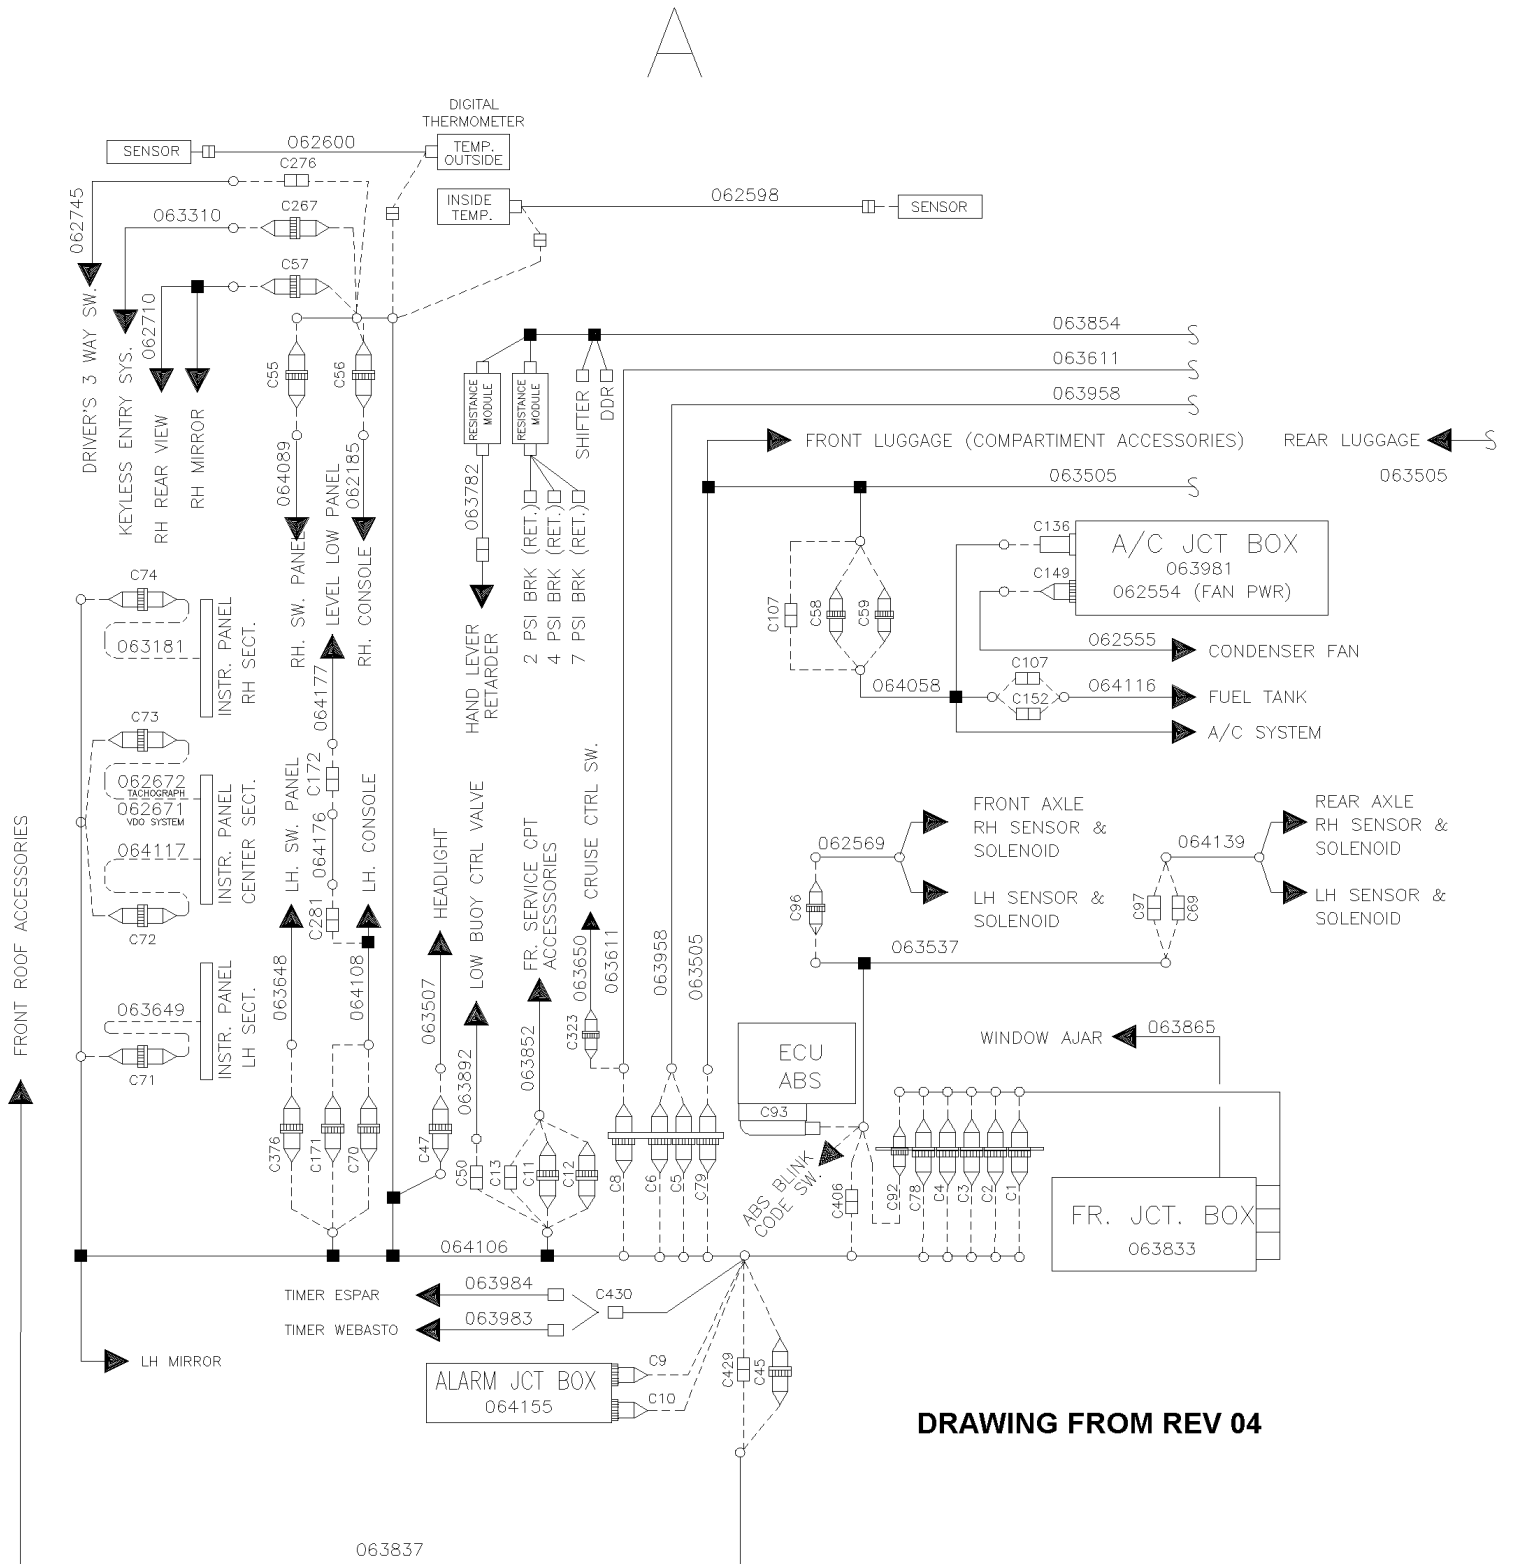 A
DIGITAL
THERMOMETER
SENSOR
062600
TEMP.
OUTSIDE
C276
INSIDE
TEMP.
062598
SENSOR
062745
063310
C267
C57
062710
DRIVER'S 3 WAY SW.
KEYLESS ENTRY SYS.
RH REAR VIEW
RH MIRROR
C55
C56
064089
062185
RH. SW. PANEL
LEVEL LOW PANEL
RH. CONSOLE
RESISTANCE
MODULE
RESISTANCE
MODULE
SHIFTER
DDR
063782
2 PSI BRK (RET.)
4 PSI BRK (RET.)
7 PSI BRK (RET.)
HAND LEVER
RETARDER
063854
063611
063958
FRONT LUGGAGE (COMPARTIMENT ACCESSORIES)
REAR LUGGAGE
063505
063505
C107
C58
C59
C136
C149
A/C JCT BOX
063981
062554 (FAN PWR)
062555
CONDENSER FAN
064058
C107
C152
064116
FUEL TANK
A/C SYSTEM
C74
063181
INSTR. PANEL
RH SECT.
C73
062672
TACHOGRAPH
062671
VDO SYSTEM
064117
C72
INSTR. PANEL
CENTER SECT.
063649
C71
INSTR. PANEL
LH SECT.
FRONT ROOF ACCESSORIES
064177
C172
064176
C281
LH. SW. PANEL
LH. CONSOLE
063648
064108
C376
C171
C70
HEADLIGHT
063507
C47
LOW BUOY CTRL VALVE
063892
C50
FR. SERVICE CPT
ACCESSSORIES
063852
C13
C11
C12
CRUISE CTRL SW.
063650
C323
063611
063958
063505
C8
C6
C5
C79
062569
FRONT AXLE
RH SENSOR &
SOLENOID
LH SENSOR &
SOLENOID
C96
064139
REAR AXLE
RH SENSOR &
SOLENOID
LH SENSOR &
SOLENOID
C97
C69
063537
ECU
ABS
C93
ABS BLINK
CODE SW.
C406
WINDOW AJAR
063865
C92
C78
C4
C3
C2
C1
FR. JCT. BOX
063833
064106
TIMER ESPAR
063984
C430
TIMER WEBASTO
063983
LH MIRROR
ALARM JCT BOX
064155
C9
C10
C429
C45
DRAWING FROM REV 04
063837